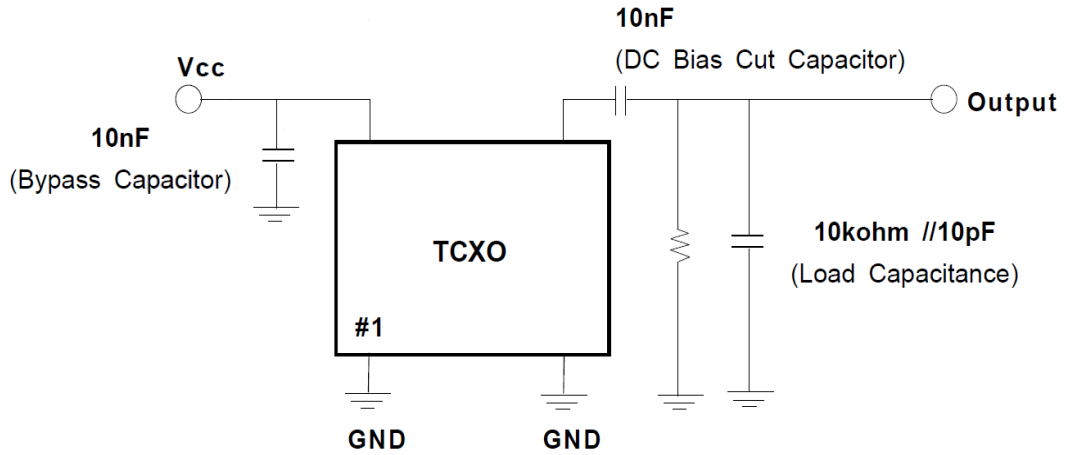 10nF
(DC Bias Cut Capacitor)
Vcc
Output
10nF
(Bypass Capacitor)
TCXO
10kohm //10pF
(Load Capacitance)
#1
GND
GND